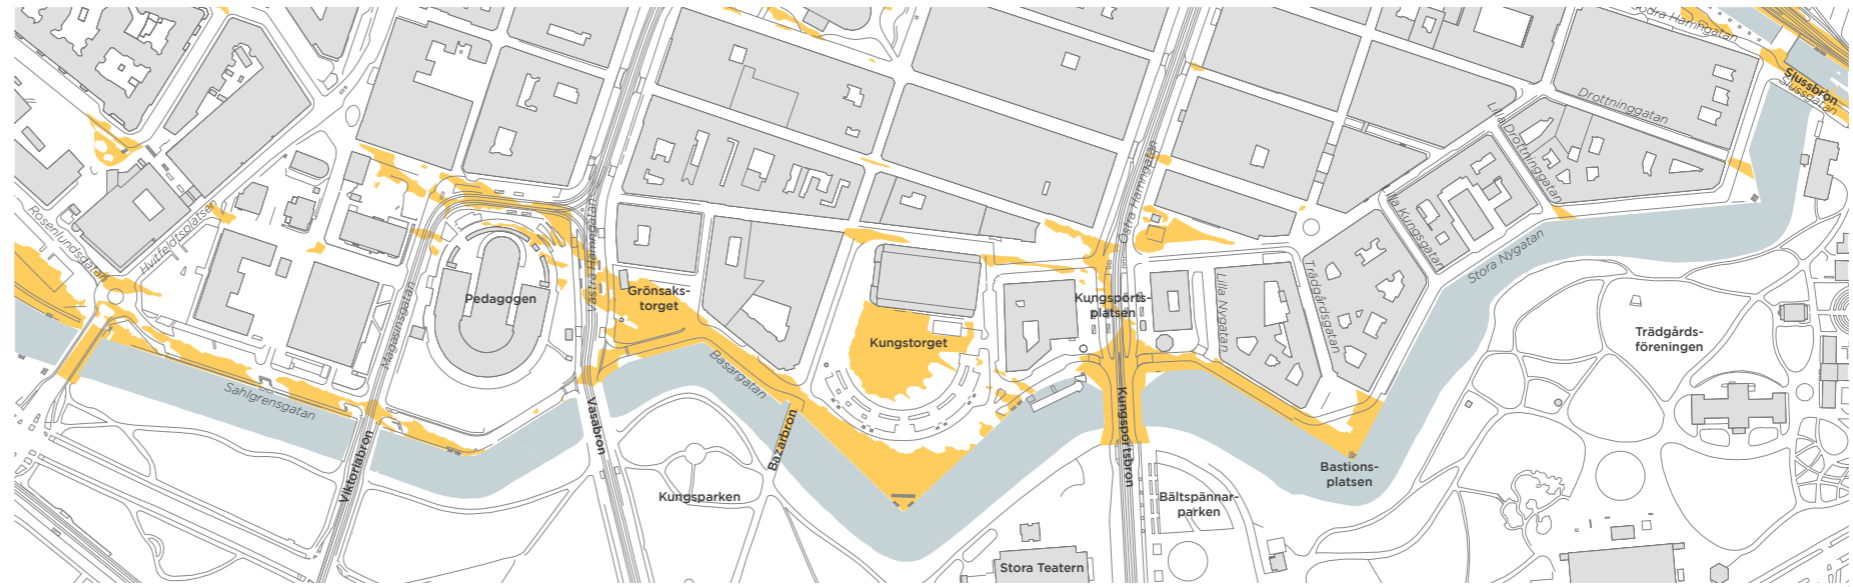 Södra Hamngatan
Slussbron
Slussgatan
Drottninggatan
Lilla Drottninggatan
Östra Hamngatan
Rosenlundsgatan
Hvitfeldtsplatsen
Västra Hamngatan
Lilla Kungsgatan
Stora Nygatan
Pedagogen
Grönsaks-
torget
Magasinsgatan
Kungsports-
platsen
Lilla Nygatan
Trädgårdsgatan
Trädgårds-
föreningen
Kungstorget
Basargatan
Sahlgrensgatan
Vasabron
Bazarbron
Kungsportsbron
Viktoriabron
Bastions-
platsen
Kungsparken
Bältspännar-
parken
Stora Teatern